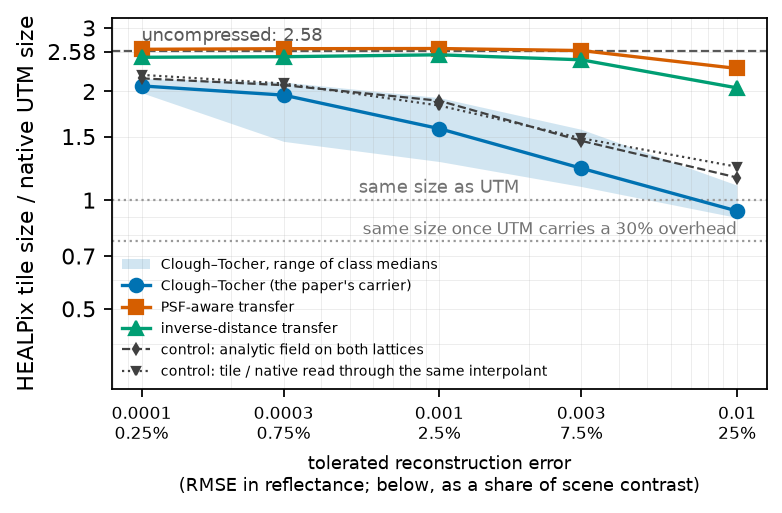 HEALPix tile size / native UTM size
3
2.58
2
1.5
1
0.7
0.5
uncompressed: 2.58
same size as UTM
same size once UTM carries a 30% overhead
Clough–Tocher, range of class medians
Clough–Tocher (the paper's carrier)
PSF-aware transfer
inverse-distance transfer
control: analytic field on both lattices
control: tile / native read through the same interpolant
0.0001 0.0003 0.001 0.003 0.01
0.25% 0.75% 2.5% 7.5% 25%
tolerated reconstruction error
(RMSE in reflectance; below, as a share of scene contrast)